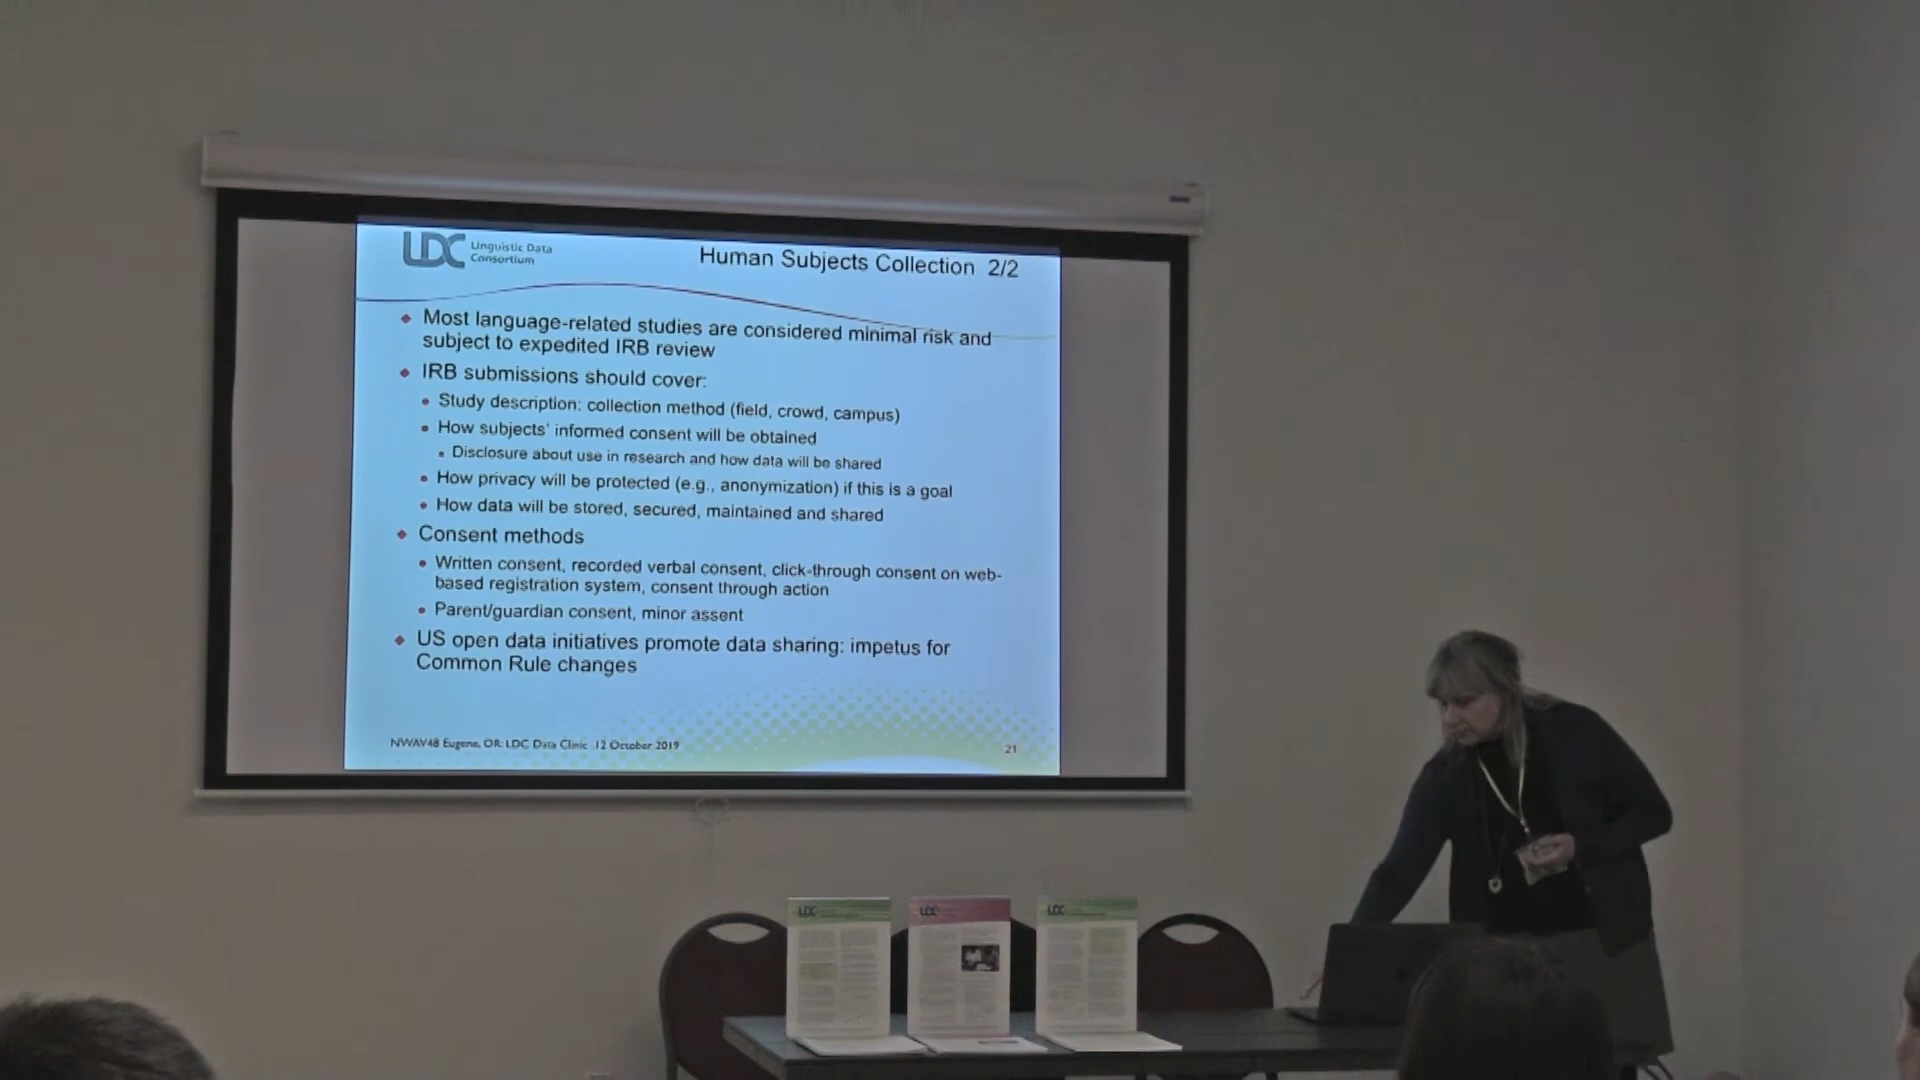 LDC Linguistic Data
Consortium
Human Subjects Collection 2/2
Most language-related studies are considered minimal risk and
subject to expedited IRB review
IRB submissions should cover:
Study description: collection method (field, crowd, campus)
How subjects' informed consent will be obtained
Disclosure about use in research and how data will be shared
How privacy will be protected (e.g., anonymization) if this is a goal
How data will be stored, secured, maintained and shared
Consent methods
Written consent, recorded verbal consent, click-through consent on web-
based registration system, consent through action
Parent/guardian consent, minor assent
US open data initiatives promote data sharing: impetus for
Common Rule changes
NWAV48 Eugene, OR: LDC Data Clinic 12 October 2019
21
LDC
LDC
LDC